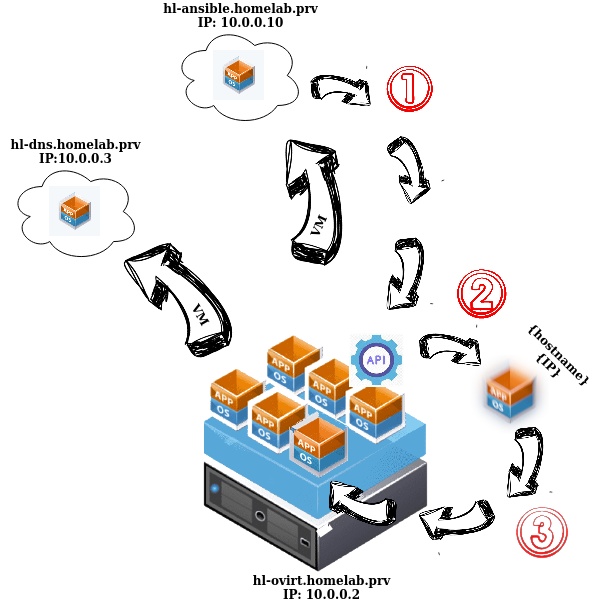 hl-ansible.homelab.prv
IP: 10.0.0.10
APP
OS
1
hl-dns.homelab.prv
IP:10.0.0.3
APP
OS
VM
VM
2
{hostname}
{IP}
API
APP
OS
APP
OS
APP
OS
APP
OS
APP
OS
APP
OS
APP
OS
3
hl-ovirt.homelab.prv
IP: 10.0.0.2